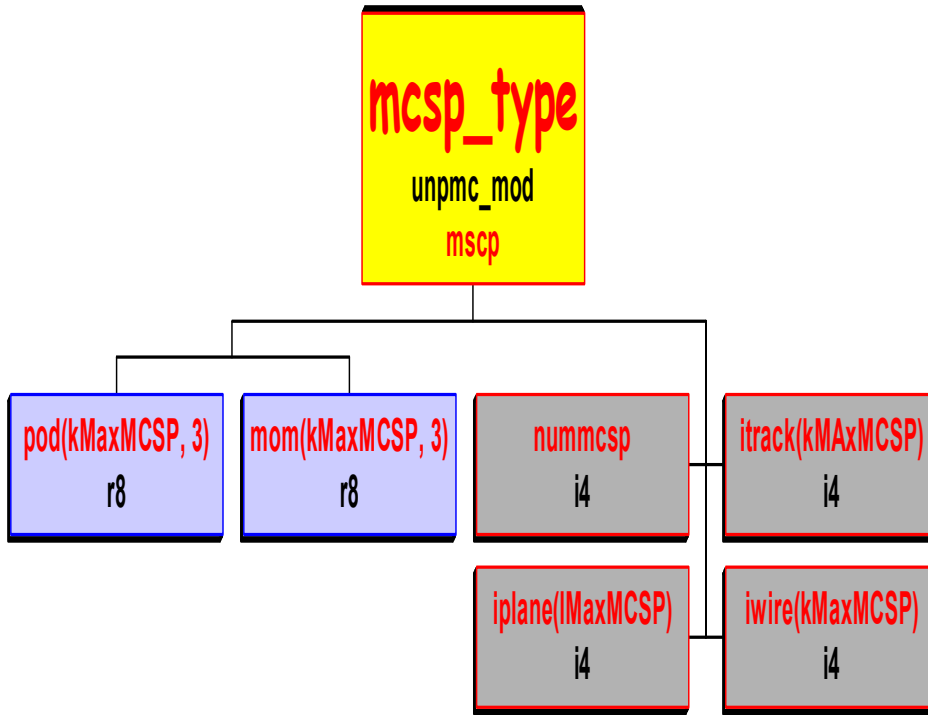 mcsp_type
unpmc_mod
mscp
pod(kMaxMCSP, 3)
r8
mom(kMaxMCSP, 3)
r8
nummcsp
i4
itrack(kMAxMCSP)
i4
iplane(lMaxMCSP)
i4
iwire(kMaxMCSP)
i4